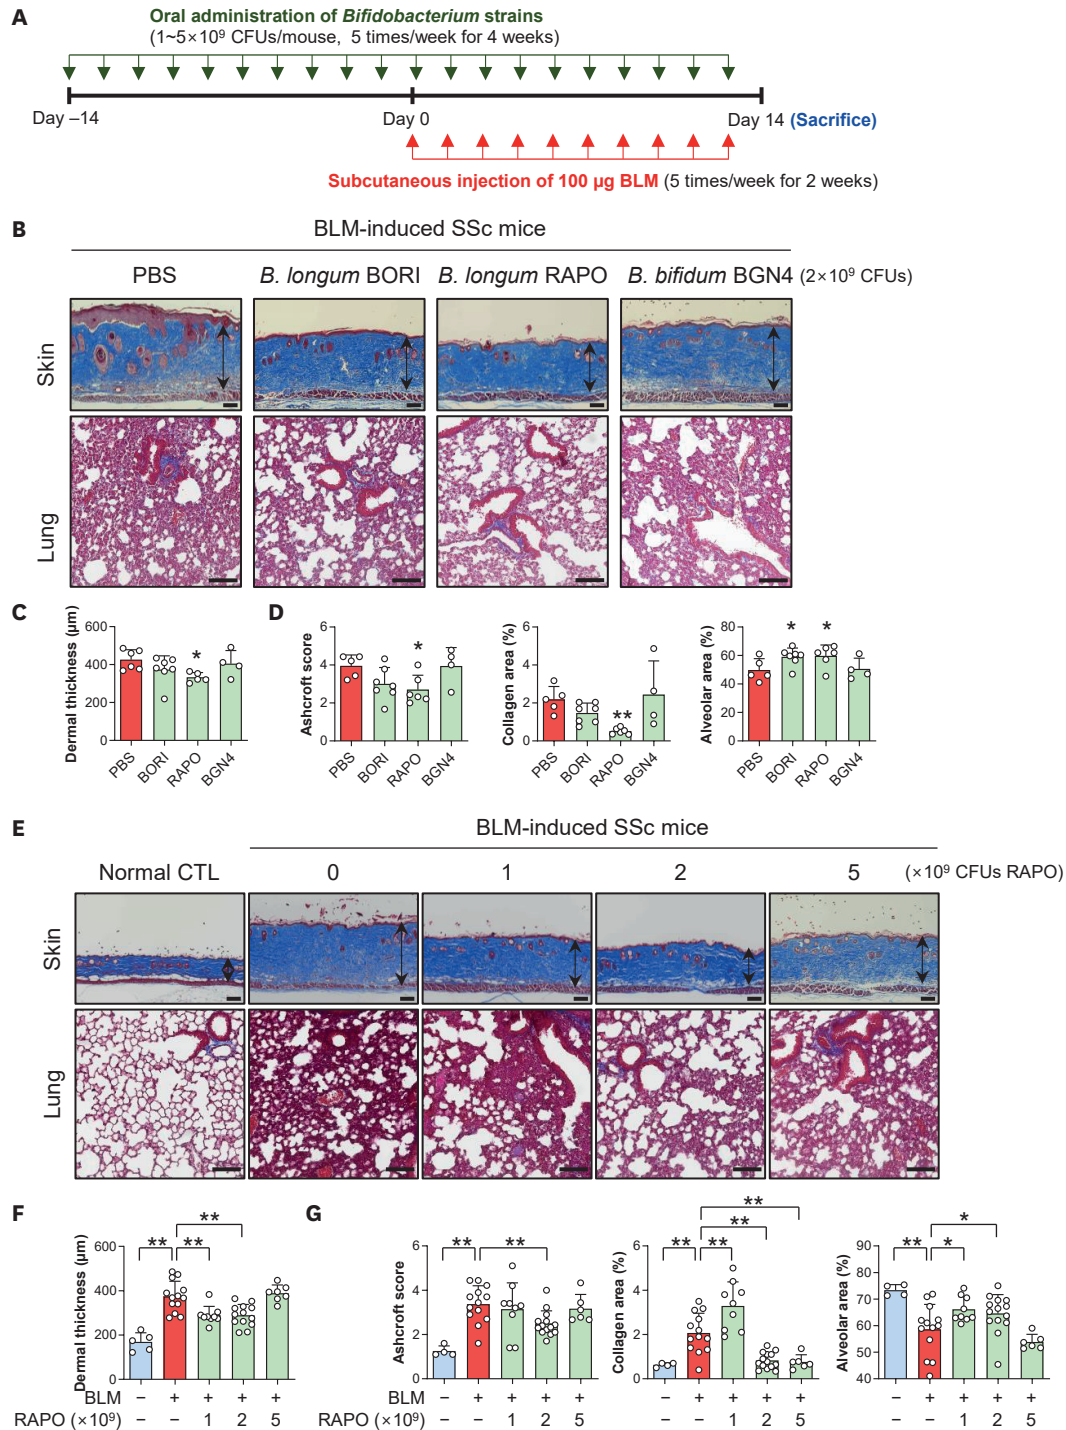 A
Oral administration of Bifidobacterium strains
(1~5×10⁹ CFUs/mouse, 5 times/week for 4 weeks)
Day –14
Day 0
Day 14 (Sacrifice)
Subcutaneous injection of 100 μg BLM (5 times/week for 2 weeks)
B
BLM-induced SSc mice
PBS
B. longum BORI
B. longum RAPO
B. bifidum BGN4 (2×10⁹ CFUs)
Skin
Lung
C
Dermal thickness (μm)
600
400
200
0
*
PBS
BORI
RAPO
BGN4
D
Ashcroft score
6
4
2
0
*
PBS
BORI
RAPO
BGN4
Collagen area (%)
6
4
2
0
**
PBS
BORI
RAPO
BGN4
Alveolar area (%)
80
60
40
20
0
*
*
PBS
BORI
RAPO
BGN4
E
BLM-induced SSc mice
Normal CTL
0
1
2
5
(×10⁹ CFUs RAPO)
Skin
Lung
F
Dermal thickness (μm)
600
400
200
0
**
**
**
BLM
– + + + +
RAPO (×10⁹)
– – 1 2 5
G
Ashcroft score
6
4
2
0
**
**
BLM
– + + + +
RAPO (×10⁹)
– – 1 2 5
Collagen area (%)
6
4
2
0
**
**
**
**
– + + + +
– – 1 2 5
Alveolar area (%)
90
80
70
60
50
40
**
*
*
– + + + +
– – 1 2 5